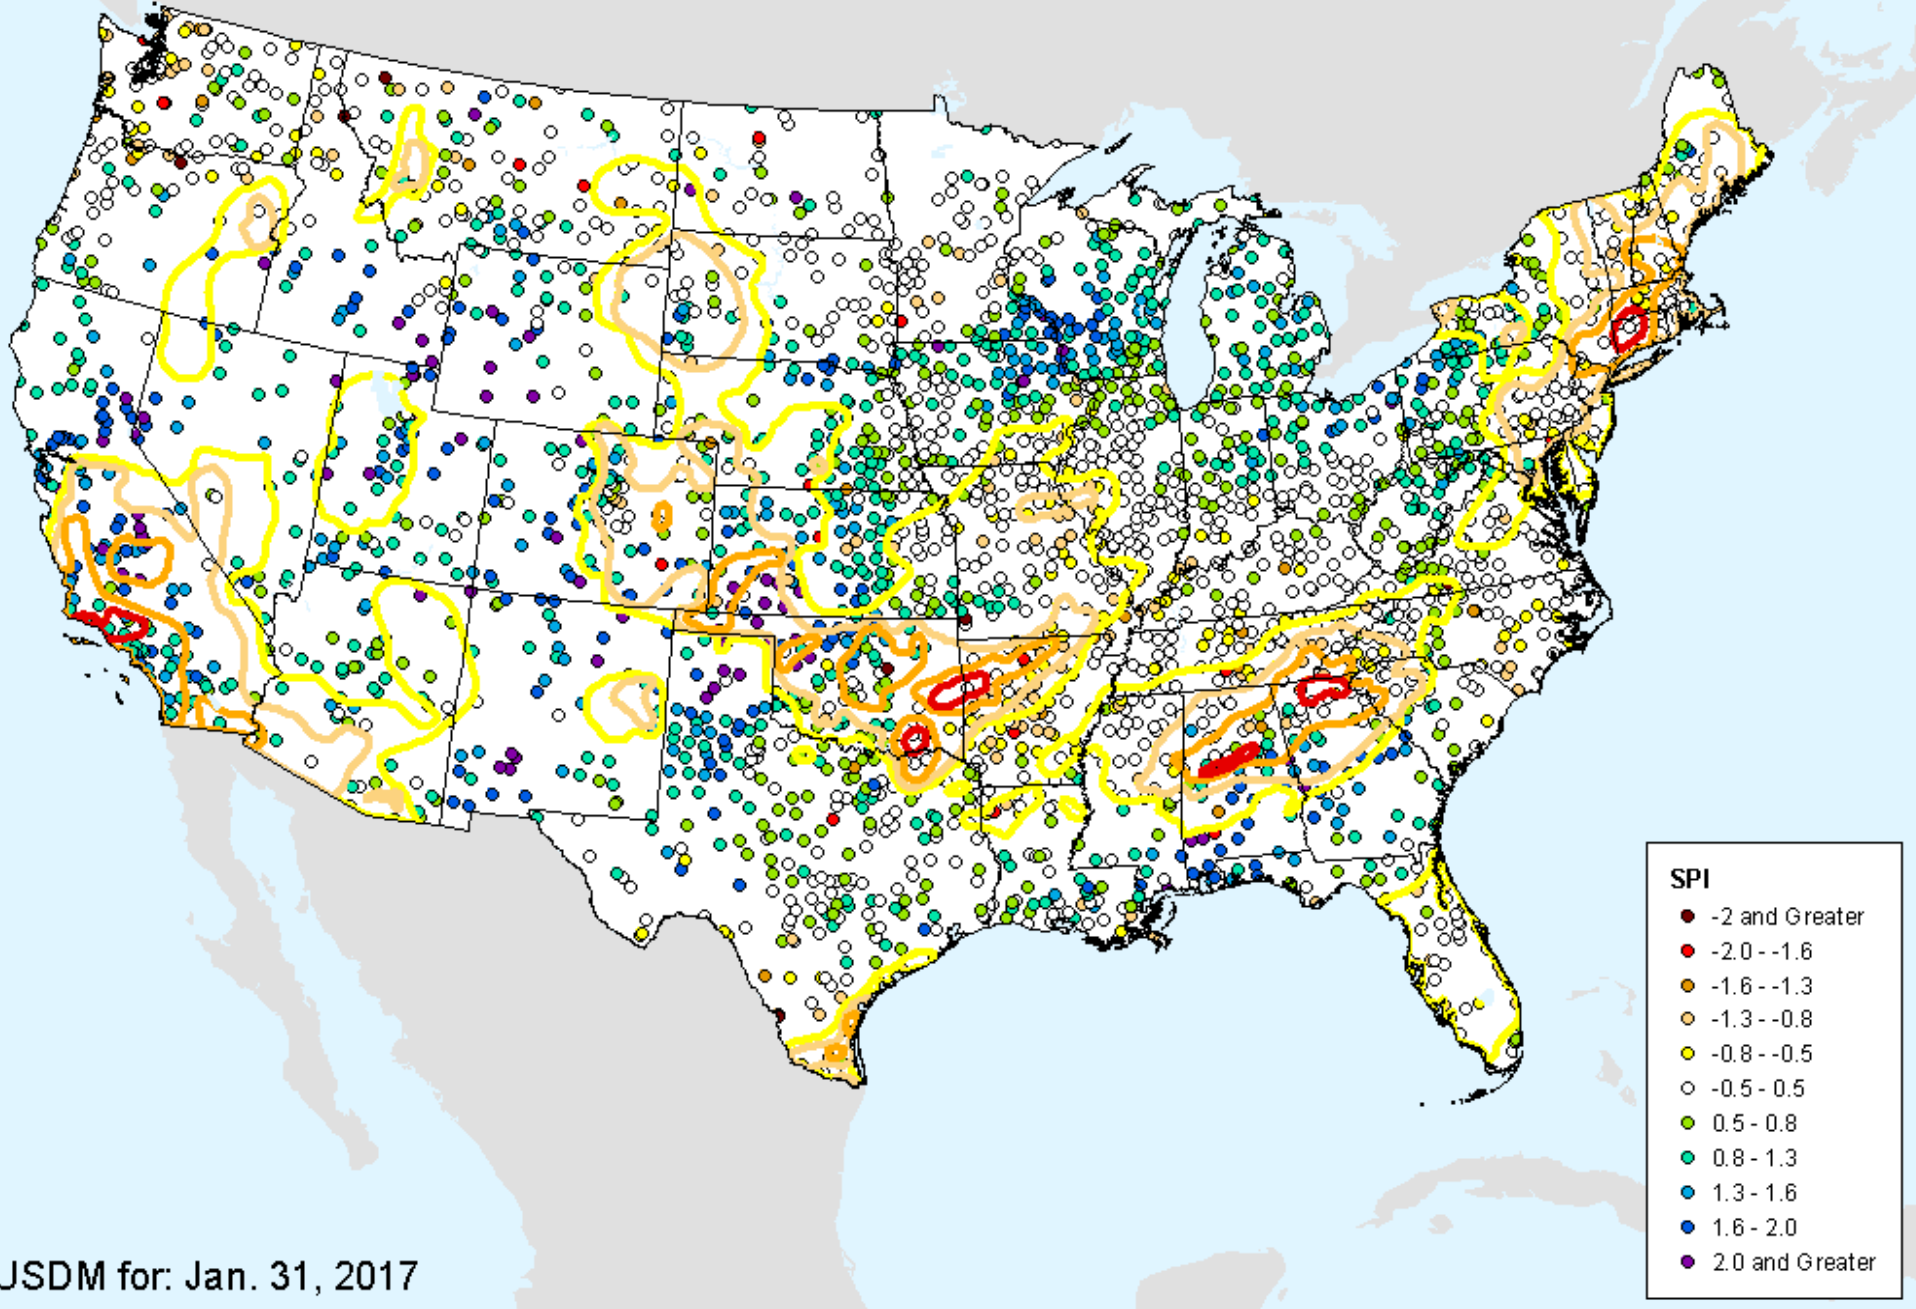 SPI
-2 and Greater
-2.0 - -1.6
-1.6 - -1.3
-1.3 - -0.8
-0.8 - -0.5
-0.5 - 0.5
0.5 - 0.8
0.8 - 1.3
1.3 - 1.6
1.6 - 2.0
2.0 and Greater
USDM for: Jan. 31, 2017